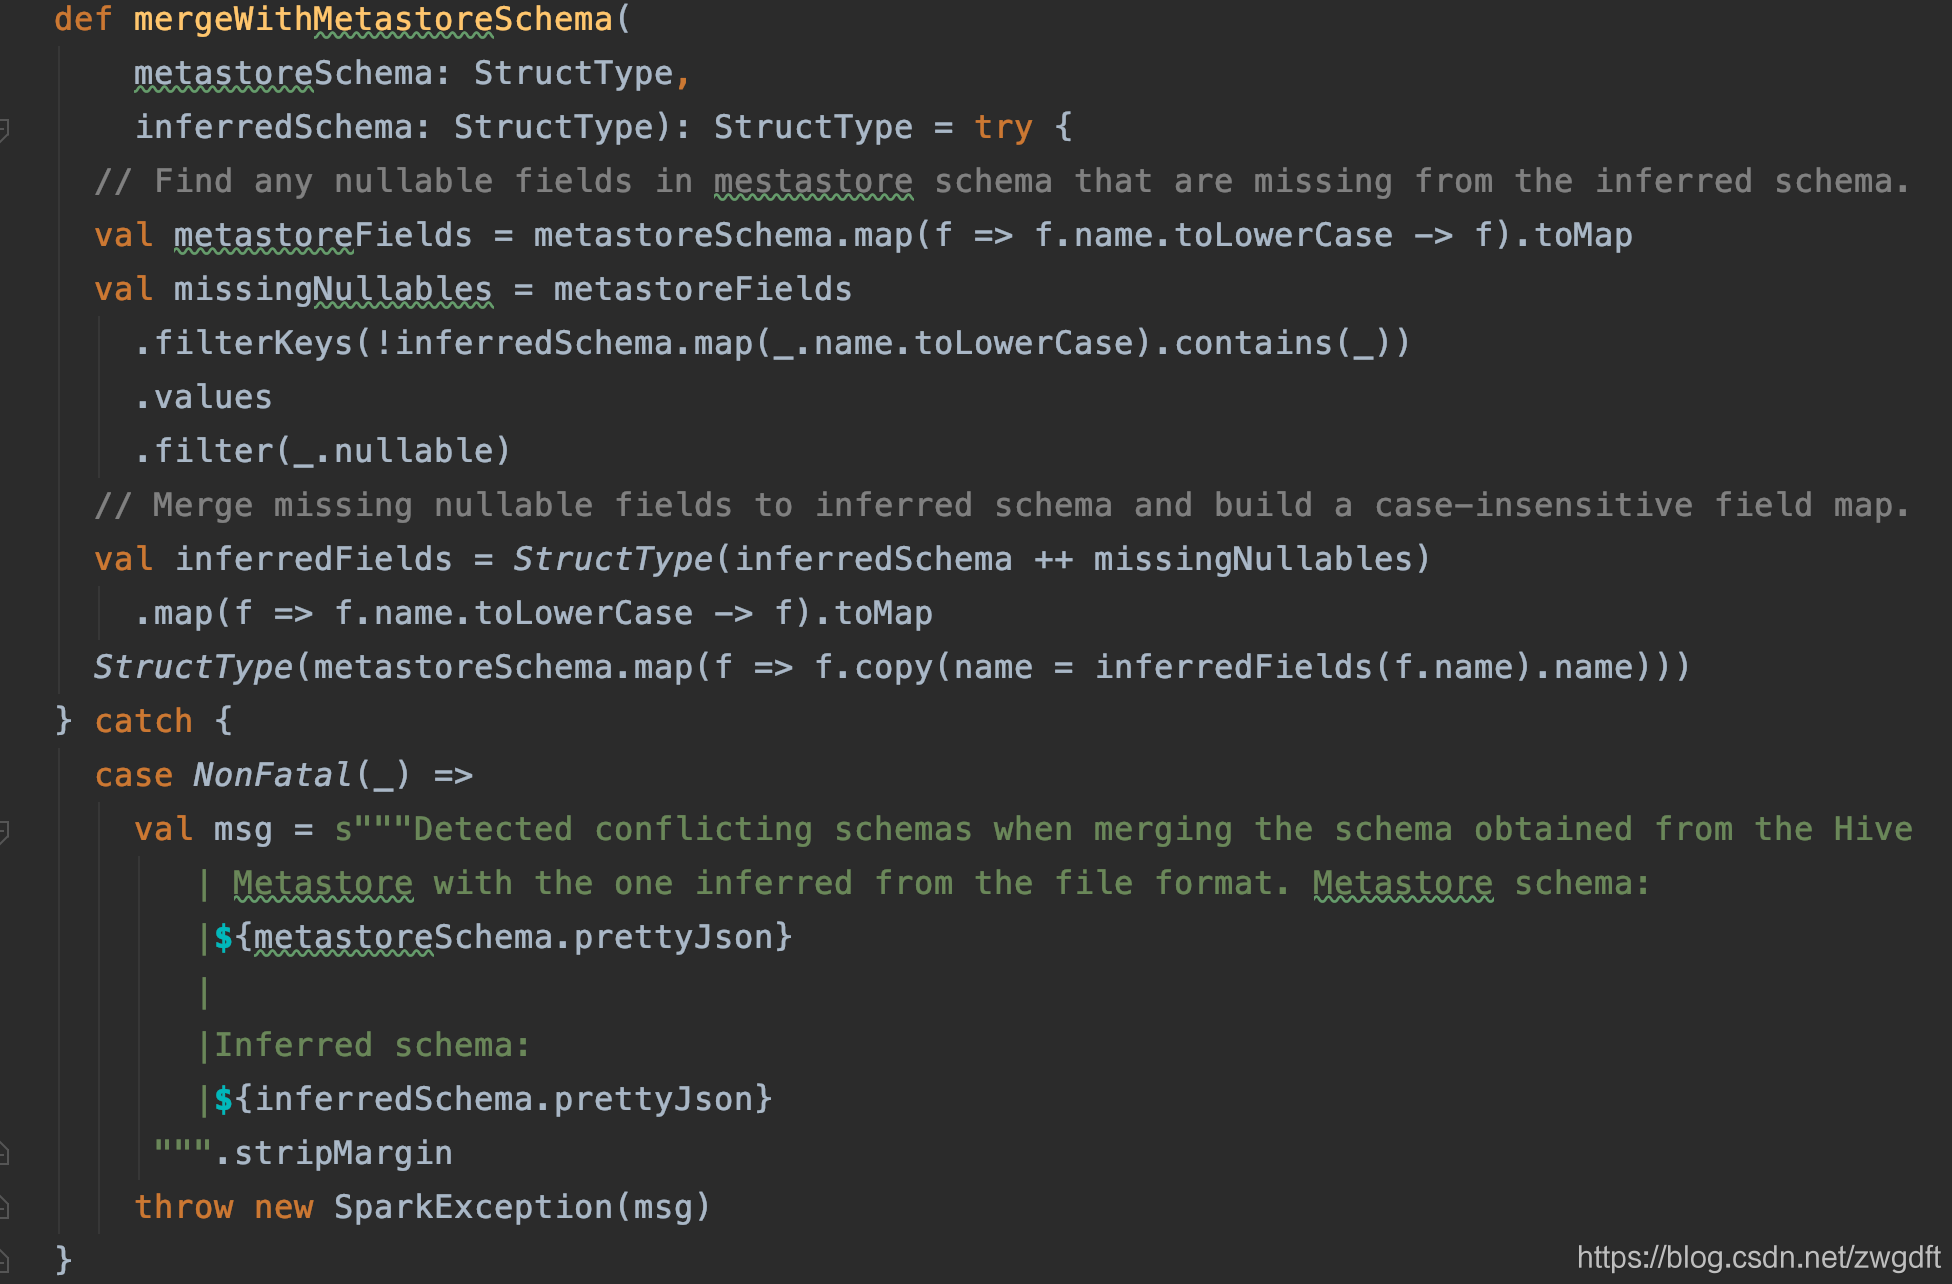 def mergeWithMetastoreSchema(
metastoreSchema: StructType,
inferredSchema: StructType): StructType = try {
// Find any nullable fields in mestastore schema that are missing from the inferred schema.
val metastoreFields = metastoreSchema.map(f => f.name.toLowerCase -> f).toMap
val missingNullables = metastoreFields
.filterKeys(!inferredSchema.map(_.name.toLowerCase).contains(_))
.values
.filter(_.nullable)
// Merge missing nullable fields to inferred schema and build a case-insensitive field map.
val inferredFields = StructType(inferredSchema ++ missingNullables)
.map(f => f.name.toLowerCase -> f).toMap
StructType(metastoreSchema.map(f => f.copy(name = inferredFields(f.name).name)))
} catch {
case NonFatal(_) =>
val msg = s"""Detected conflicting schemas when merging the schema obtained from the Hive
| Metastore with the one inferred from the file format. Metastore schema:
|${metastoreSchema.prettyJson}
|
|Inferred schema:
|${inferredSchema.prettyJson}
""".stripMargin
throw new SparkException(msg)
}
https://blog.csdn.net/zwgdft